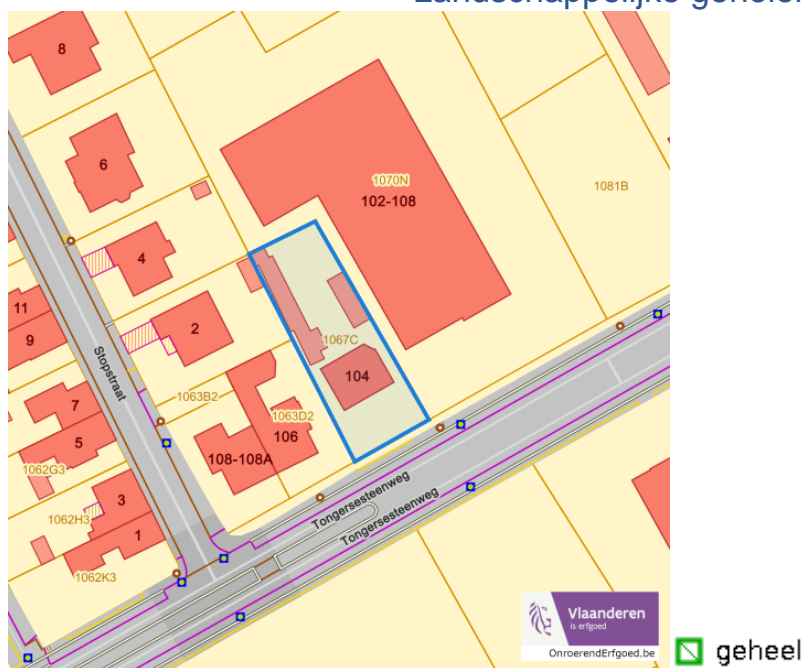 8
6
1070N
102-108
1081B
4
11
9
2
Stopstraat
1067C
104
1063B2
7
1063D2
106
5
108-108A
1062G3
3
1062H3
1
Tongersesteenweg
Tongersesteenweg
1062K3
Vlaanderen
is erfgoed
OnroerendErfgoed.be
geheel